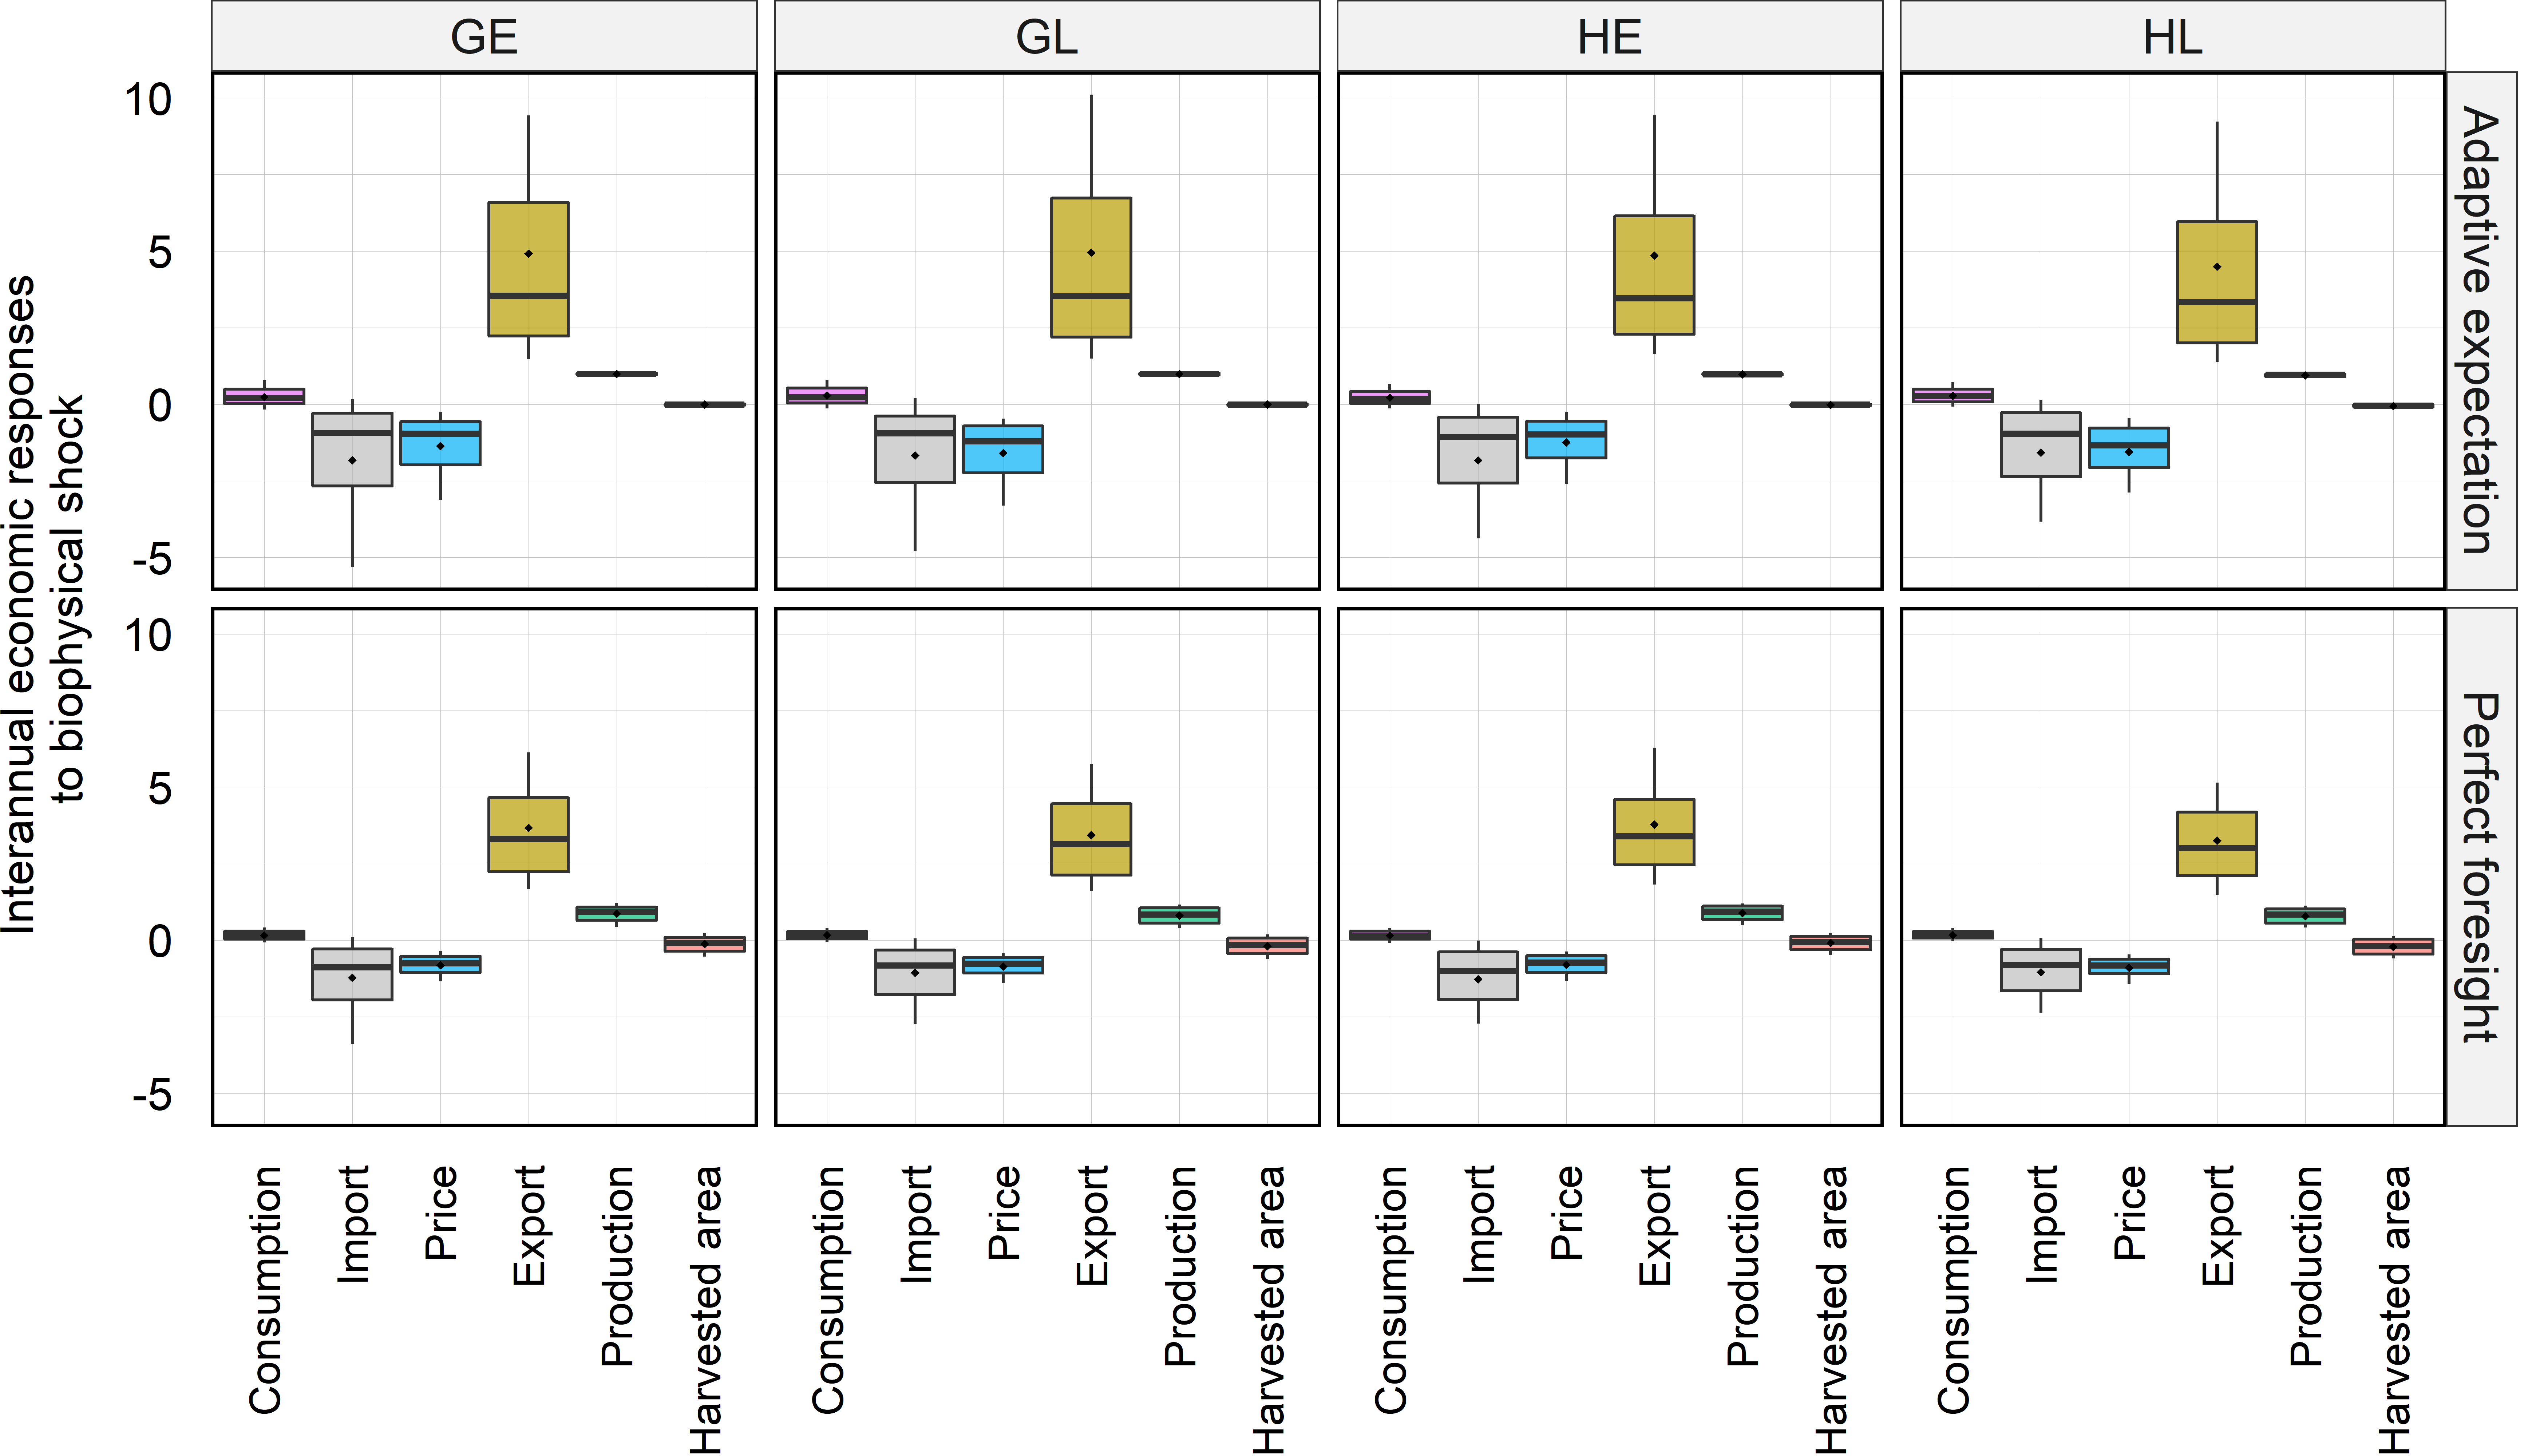 GE GL HE HL
Interannual economic responses
to biophysical shock
10
5
0
-5
Adaptive expectation
10
5
0
-5
Perfect foresight
Consumption Import Price Export Production Harvested area Consumption Import Price Export Production Harvested area Consumption Import Price Export Production Harvested area Consumption Import Price Export Production Harvested area